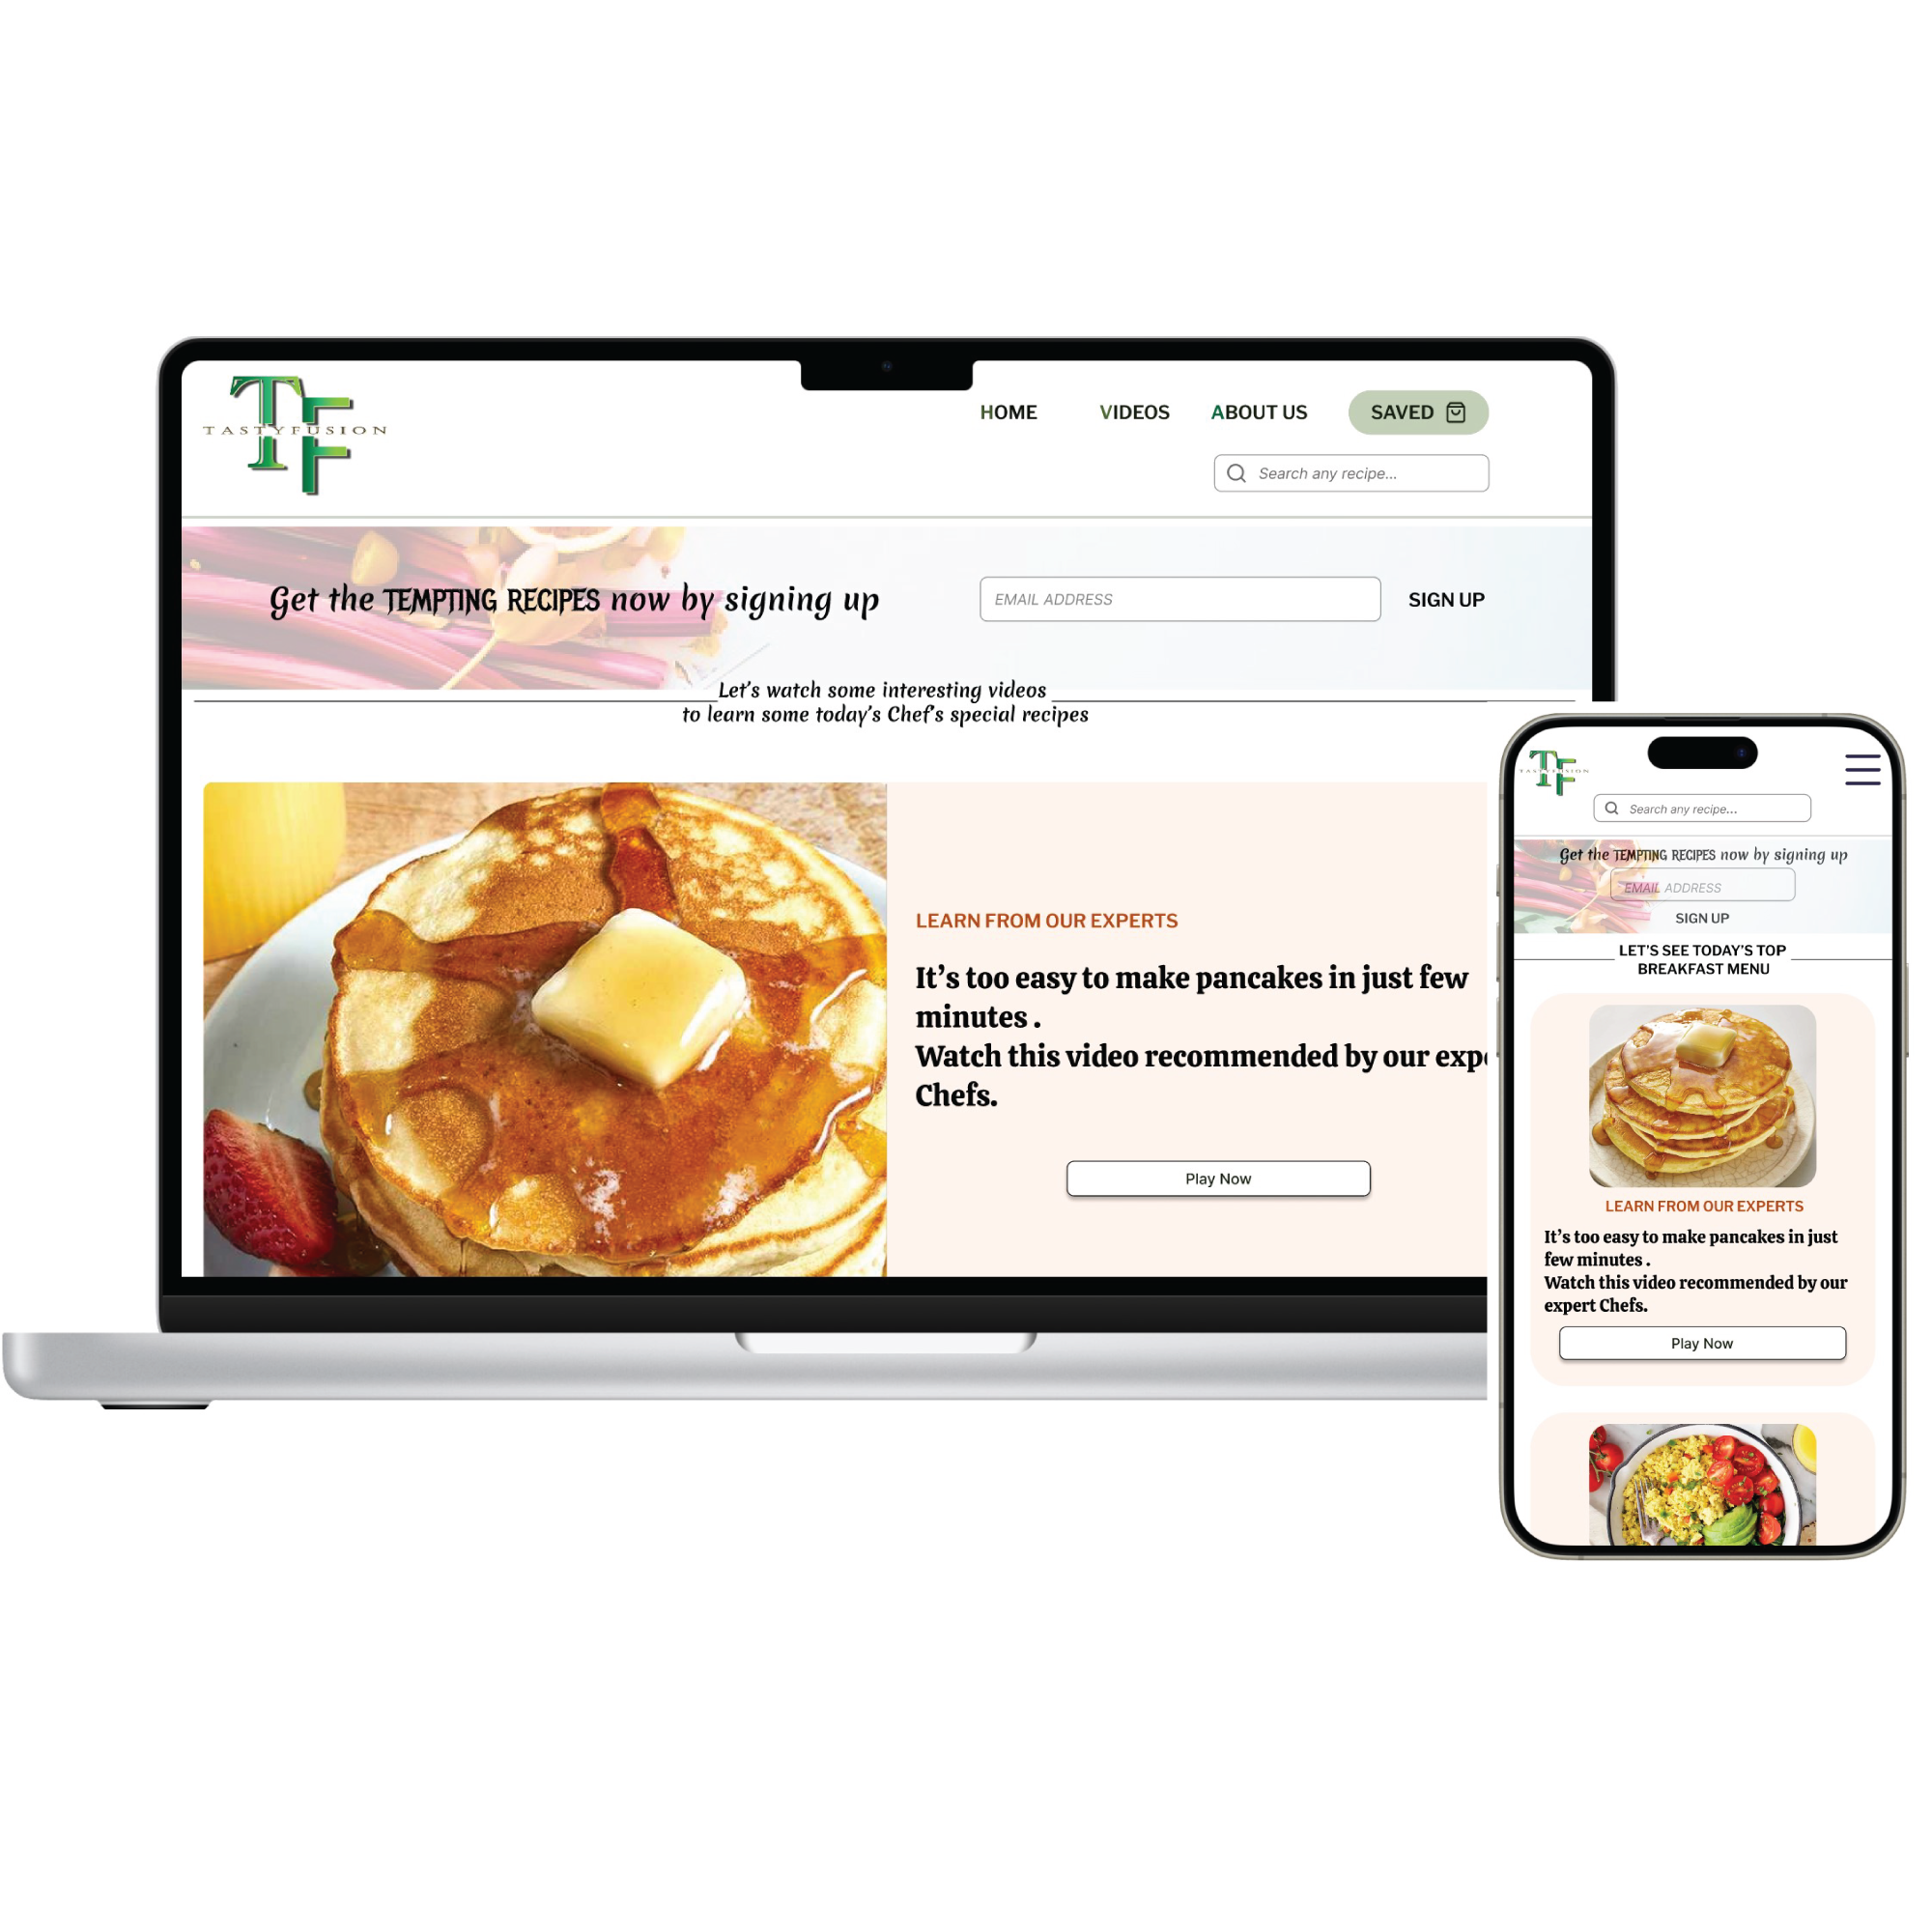 TF
TASTYFUSION
HOME VIDEOS ABOUT US SAVED
Search any recipe...
Get the TEMPTING RECIPES now by signing up
EMAIL ADDRESS
SIGN UP
Let's watch some interesting videos
to learn some today's Chef's special recipes
LEARN FROM OUR EXPERTS
It's too easy to make pancakes in just few
minutes .
Watch this video recommended by our
Chefs.
Play Now
TF
TASTYFUSION
Search any recipe...
Get the TEMPTING RECIPES now by signing up
EMAIL ADDRESS
SIGN UP
LET'S SEE TODAY'S TOP
BREAKFAST MENU
LEARN FROM OUR EXPERTS
It's too easy to make pancakes in just
few minutes .
Watch this video recommended by our
expert Chefs.
Play Now